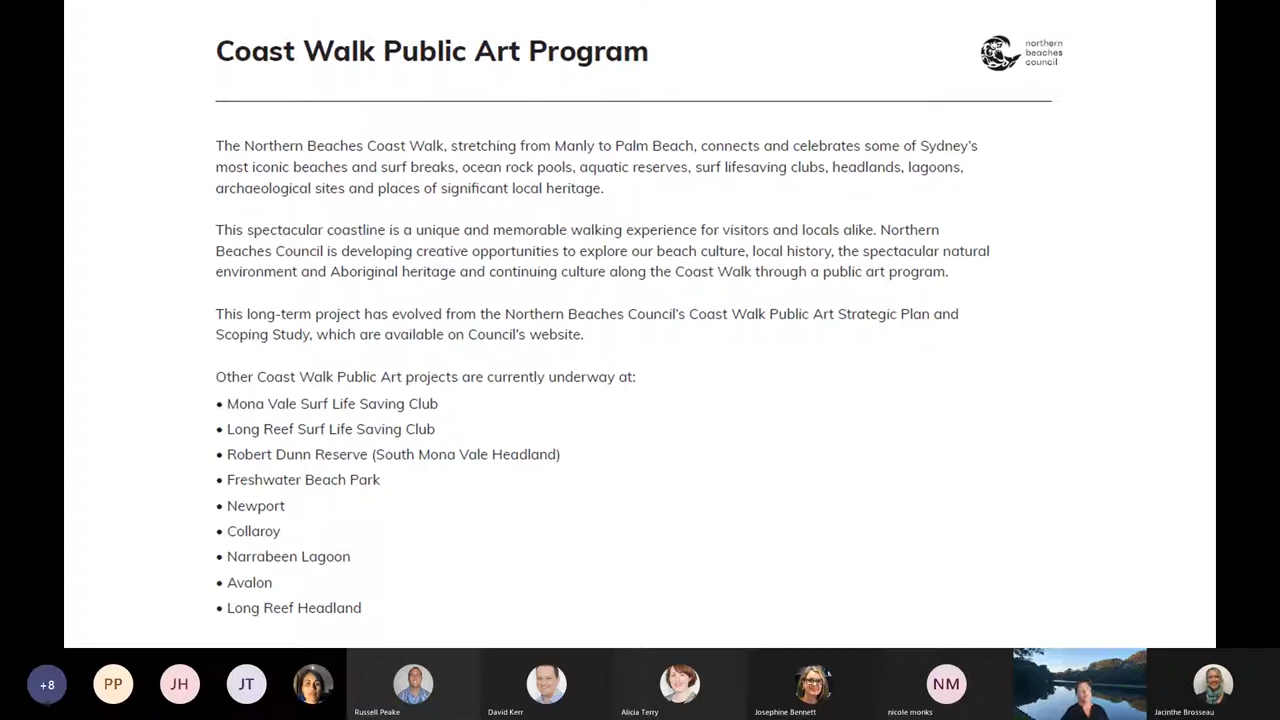 Coast Walk Public Art Program
northern
beaches
council
The Northern Beaches Coast Walk, stretching from Manly to Palm Beach, connects and celebrates some of Sydney's
most iconic beaches and surf breaks, ocean rock pools, aquatic reserves, surf lifesaving clubs, headlands, lagoons,
archaeological sites and places of significant local heritage.
This spectacular coastline is a unique and memorable walking experience for visitors and locals alike. Northern
Beaches Council is developing creative opportunities to explore our beach culture, local history, the spectacular natural
environment and Aboriginal heritage and continuing culture along the Coast Walk through a public art program.
This long-term project has evolved from the Northern Beaches Council's Coast Walk Public Art Strategic Plan and
Scoping Study, which are available on Council's website.
Other Coast Walk Public Art projects are currently underway at:
• Mona Vale Surf Life Saving Club
• Long Reef Surf Life Saving Club
• Robert Dunn Reserve (South Mona Vale Headland)
• Freshwater Beach Park
• Newport
• Collaroy
• Narrabeen Lagoon
• Avalon
• Long Reef Headland
+8 PP JH JT NM
Russell Peake David Kerr Alicia Terry Josephine Bennett nicole monks Jacinthe Brosseau